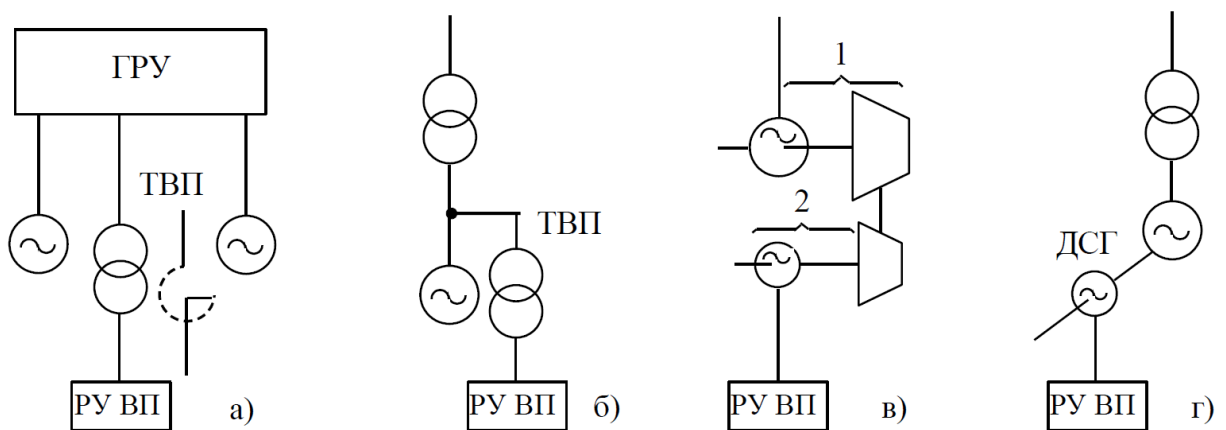 ГРУ
ТВП
РУ ВП
а)
ТВП
РУ ВП
б)
1
2
РУ ВП
в)
ДСГ
г)
РУ ВП